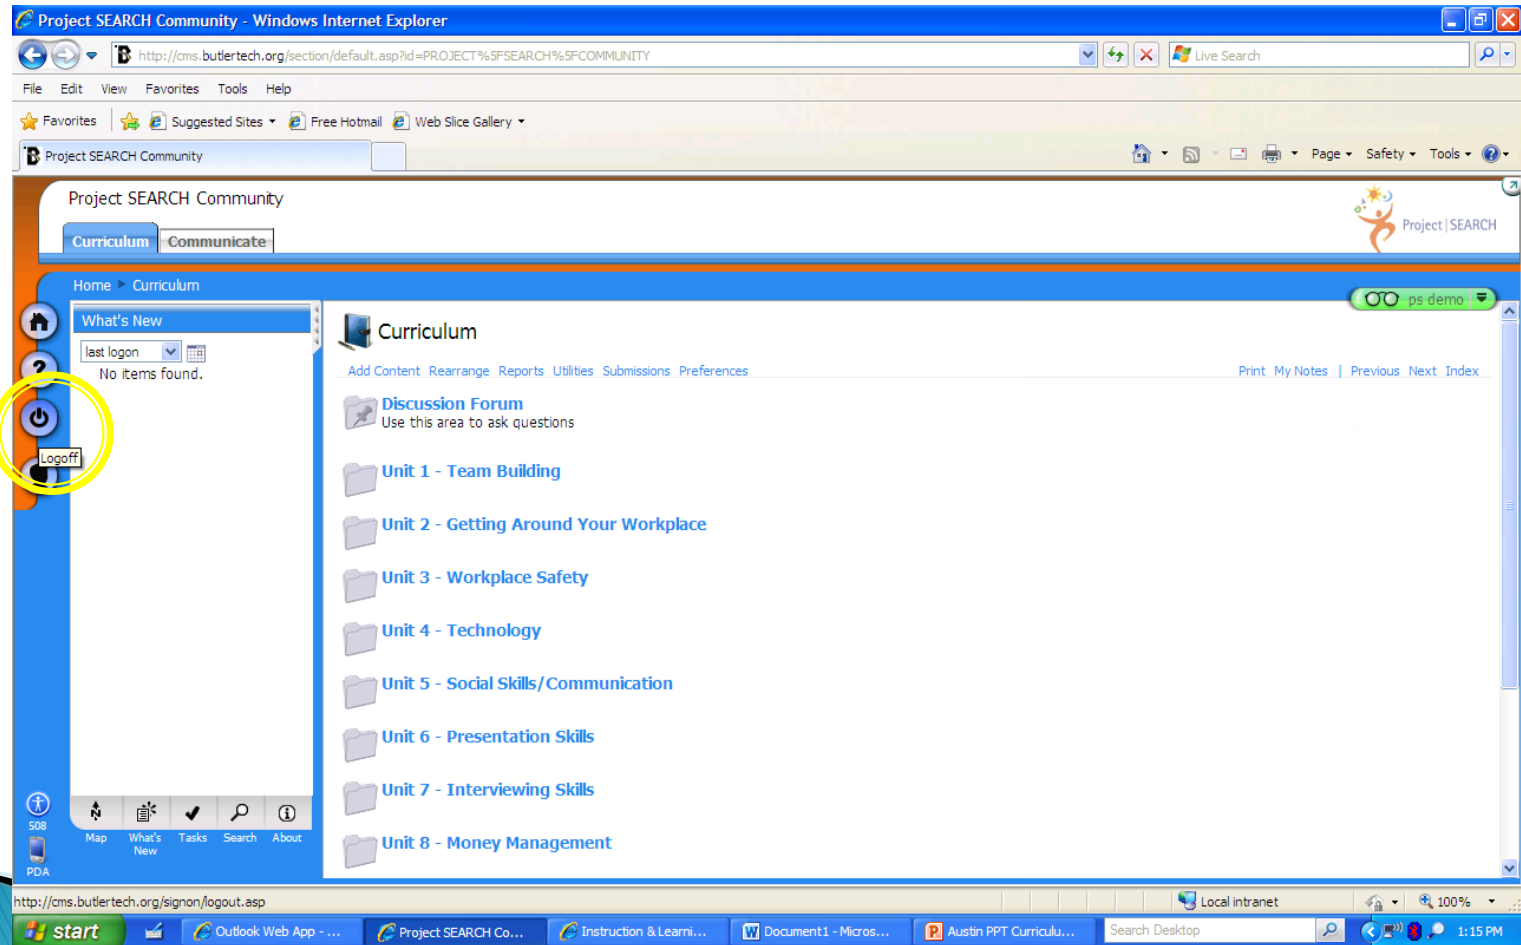 Project SEARCH Community - Windows Internet Explorer
http://cms.butlertech.org/section/default.asp?id=PROJECT%5FSEARCH%5FCOMMUNITY
Live Search
File Edit View Favorites Tools Help
Favorites Suggested Sites Free Hotmail Web Slice Gallery
Project SEARCH Community
Page Safety Tools
Project SEARCH Community
Project|SEARCH
Curriculum Communicate
Home Curriculum
ps demo
What's New
last logon
No items found.
Curriculum
Add Content Rearrange Reports Utilities Submissions Preferences
Print My Notes | Previous Next Index
Discussion Forum
Use this area to ask questions
Logoff
Unit 1 - Team Building
Unit 2 - Getting Around Your Workplace
Unit 3 - Workplace Safety
Unit 4 - Technology
Unit 5 - Social Skills/Communication
Unit 6 - Presentation Skills
Unit 7 - Interviewing Skills
Unit 8 - Money Management
508
PDA
Map What's New Tasks Search About
http://cms.butlertech.org/signon/logout.asp
Local intranet
100%
start
Outlook Web App - ...
Project SEARCH Co...
Instruction & Learni...
Document1 - Micros...
Austin PPT Curriculu...
Search Desktop
1:15 PM